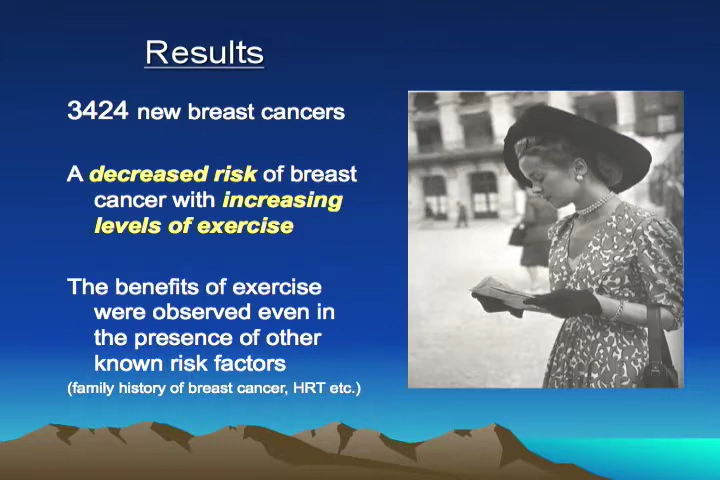 Results
3424 new breast cancers
A decreased risk of breast
cancer with increasing
levels of exercise
The benefits of exercise
were observed even in
the presence of other
known risk factors
(family history of breast cancer, HRT etc.)